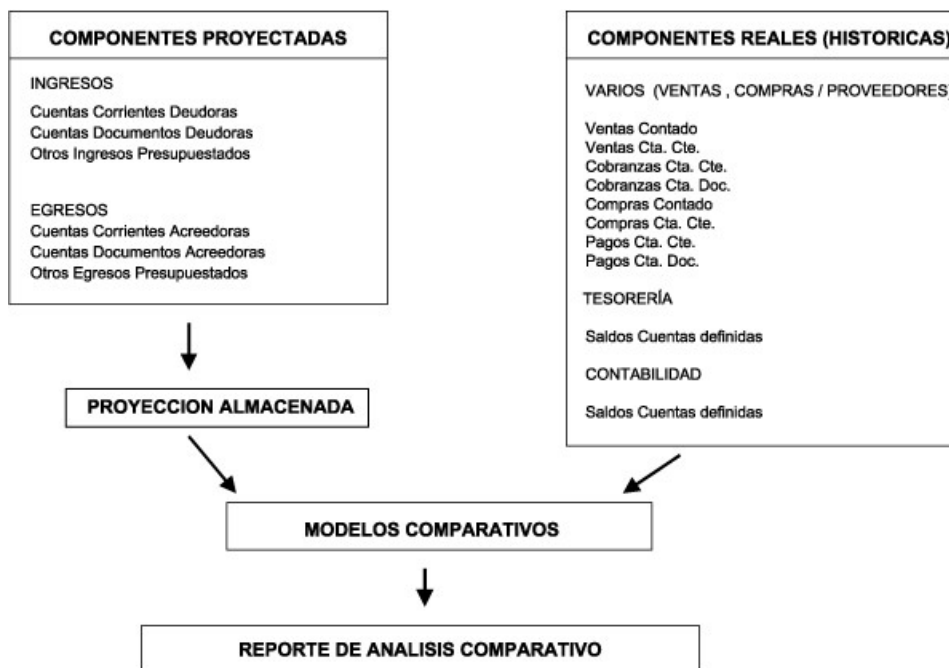 COMPONENTES PROYECTADAS
INGRESOS
Cuentas Corrientes Deudoras
Cuentas Documentos Deudoras
Otros Ingresos Presupuestados
EGRESOS
Cuentas Corrientes Acreedoras
Cuentas Documentos Acreedoras
Otros Egresos Presupuestados
COMPONENTES REALES (HISTORICAS)
VARIOS (VENTAS , COMPRAS / PROVEEDORES)
Ventas Contado
Ventas Cta. Cte.
Cobranzas Cta. Cte.
Cobranzas Cta. Doc.
Compras Contado
Compras Cta. Cte.
Pagos Cta. Cte.
Pagos Cta. Doc.
TESORERÍA
Saldos Cuentas definidas
CONTABILIDAD
Saldos Cuentas definidas
PROYECCION ALMACENADA
MODELOS COMPARATIVOS
REPORTE DE ANALISIS COMPARATIVO